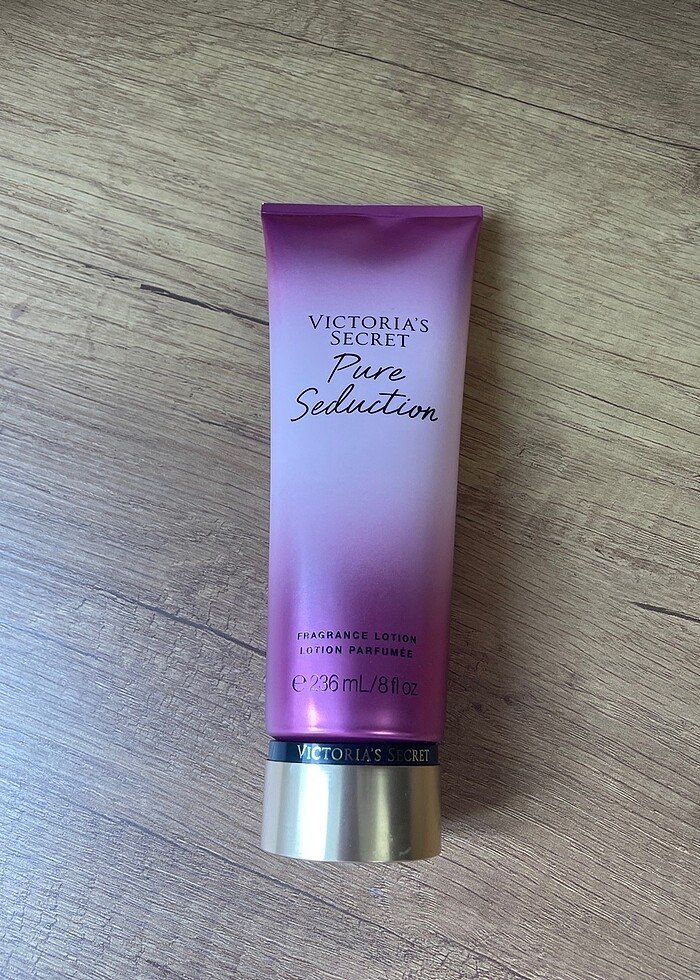 VICTORIA'S
SECRET
Pure
Seduction
FRAGRANCE LOTION
LOTION PARFUMÉE
℮ 236 mL/8 fl oz
VICTORIA'S SECRET